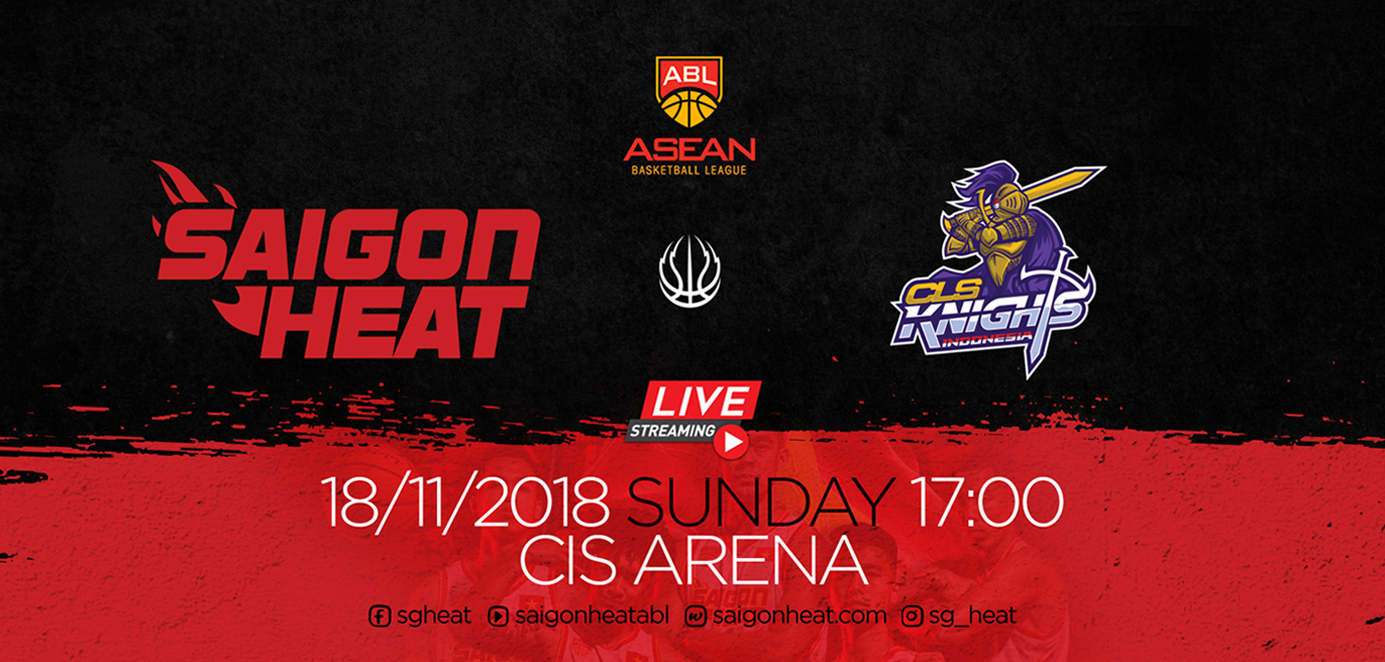 ABL
ASEAN
BASKETBALL LEAGUE
SAIGON
HEAT
CLS
KNIGHTS
INDONESIA
LIVE
STREAMING
18/11/2018 SUNDAY 17:00
CIS ARENA
sgheat saigonheatabl saigonheat.com sg_heat
SAIGON